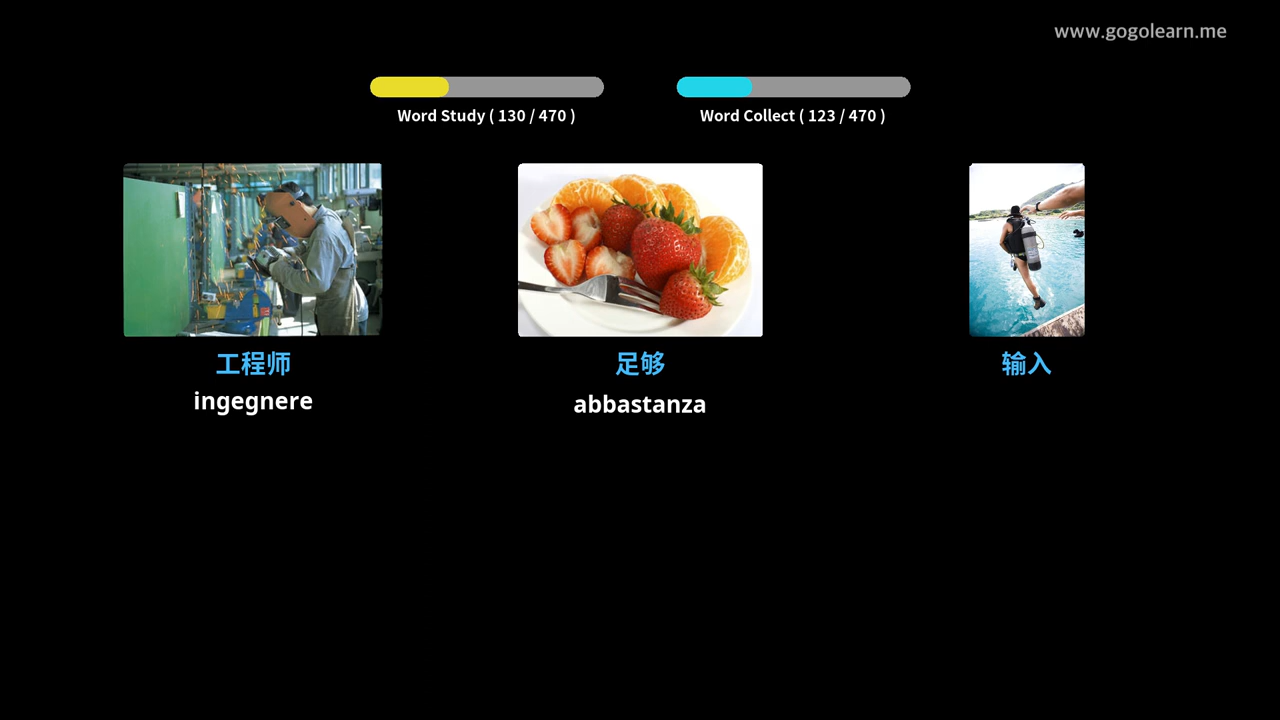 www.gogolearn.me
Word Study ( 130 / 470 )
Word Collect ( 123 / 470 )
工程师
ingegnere
足够
abbastanza
输入